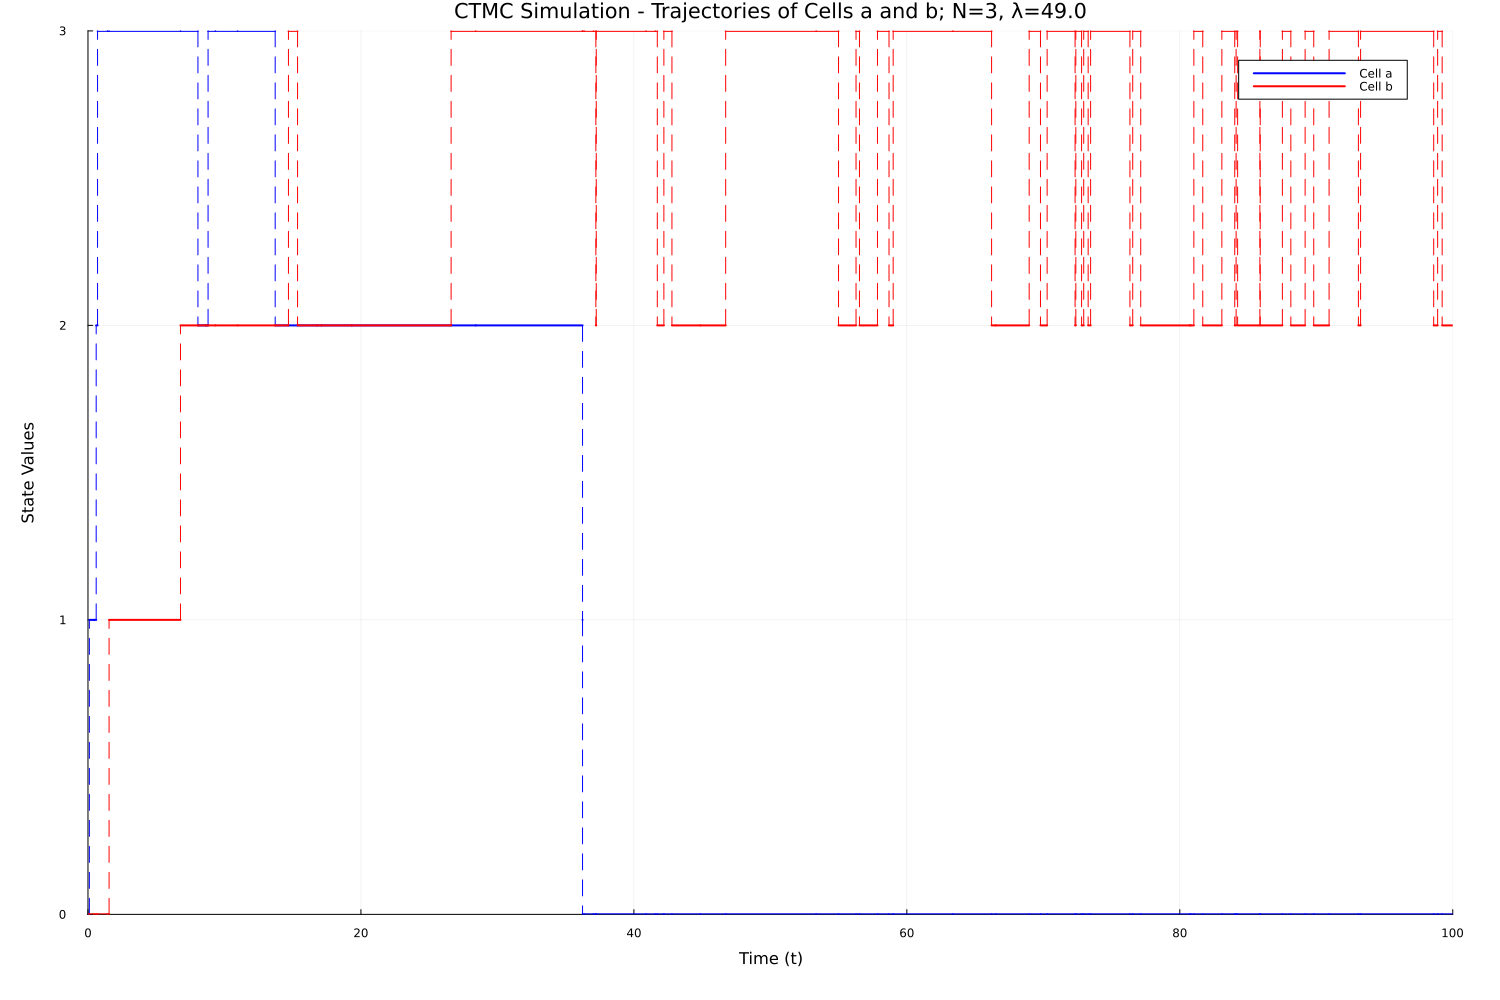 CTMC Simulation - Trajectories of Cells a and b; N=3, λ=49.0
3
Cell a
Cell b
2
State Values
1
0
0 20 40 60 80 100
Time (t)